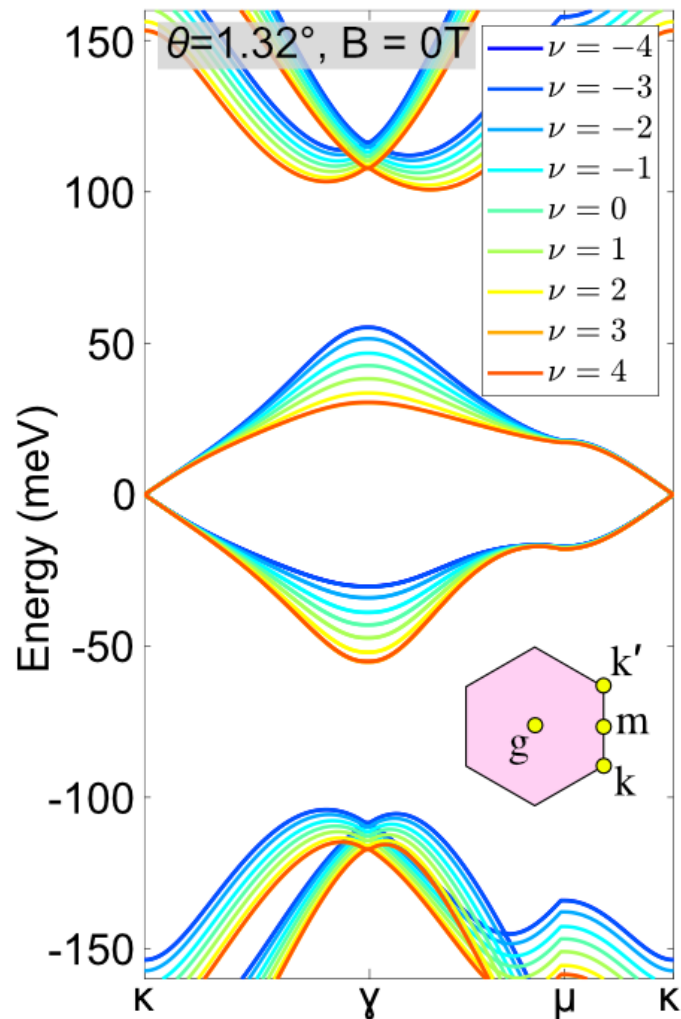 θ=1.32°, B = 0T
ν = −4
ν = −3
ν = −2
ν = −1
ν = 0
ν = 1
ν = 2
ν = 3
ν = 4
150
100
50
0
-50
-100
-150
Energy (meV)
k′
m
g
k
κ γ μ κ